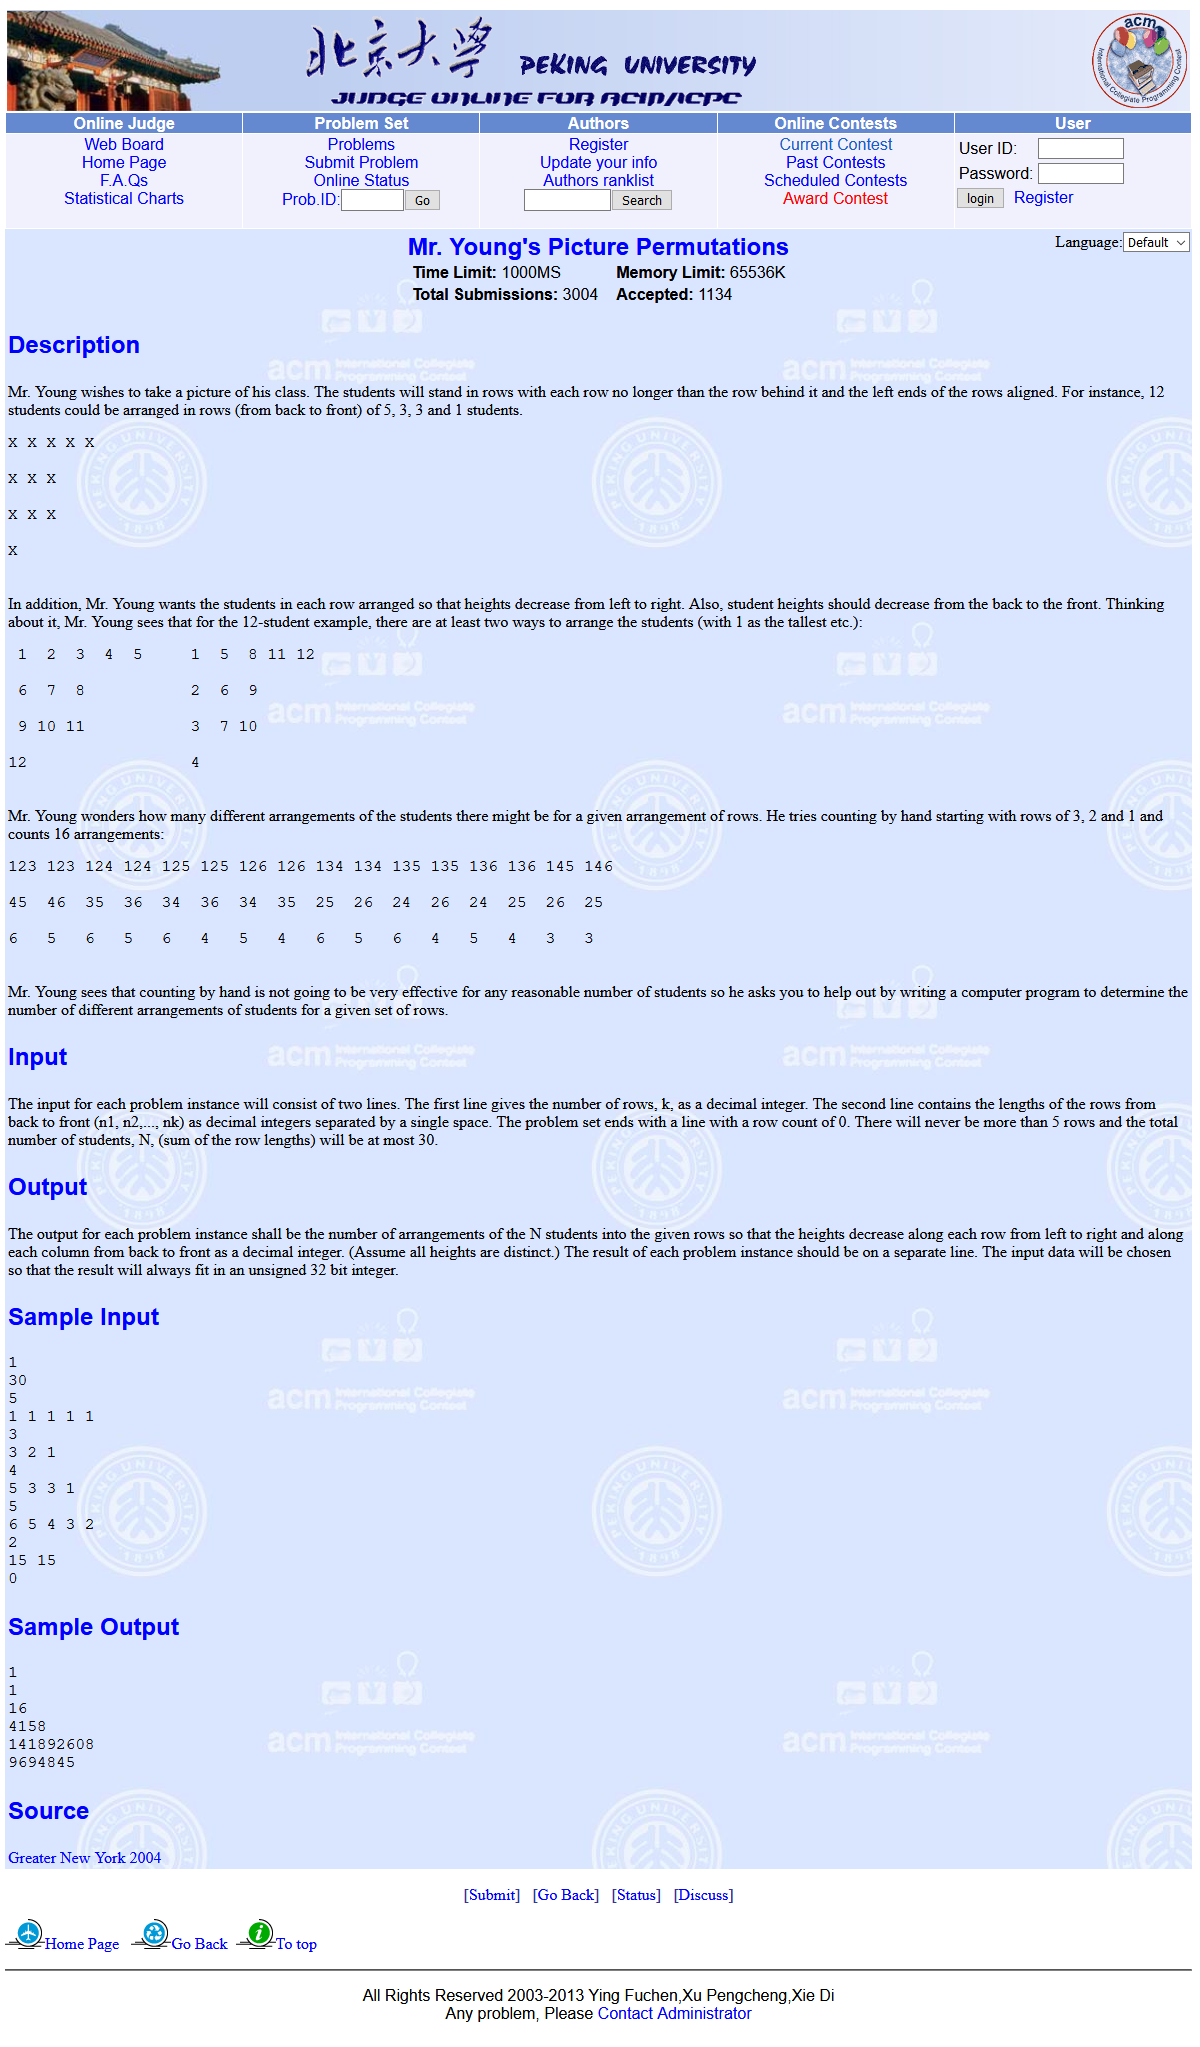 北京大學 PEKING UNIVERSITY
JUDGE ONLINE FOR ACM/ACPC
acm
International Collegiate Programming Contest
Online Judge Problem Set Authors Online Contests User
Web Board Problems Register Current Contest User ID:
Home Page Submit Problem Update your info Past Contests Password:
F.A.Qs Online Status Authors ranklist Scheduled Contests
Statistical Charts Prob.ID: Go Search Award Contest login Register
Mr. Young's Picture Permutations Language: Default
Time Limit: 1000MS Memory Limit: 65536K
Total Submissions: 3004 Accepted: 1134
Description
Mr. Young wishes to take a picture of his class. The students will stand in rows with each row no longer than the row behind it and the left ends of the rows aligned. For instance, 12
students could be arranged in rows (from back to front) of 5, 3, 3 and 1 students.
X X X X X
X X X
X X X
X
In addition, Mr. Young wants the students in each row arranged so that heights decrease from left to right. Also, student heights should decrease from the back to the front. Thinking
about it, Mr. Young sees that for the 12-student example, there are at least two ways to arrange the students (with 1 as the tallest etc.):
1 2 3 4 5 1 5 8 11 12
6 7 8 2 6 9
9 10 11 3 7 10
12 4
Mr. Young wonders how many different arrangements of the students there might be for a given arrangement of rows. He tries counting by hand starting with rows of 3, 2 and 1 and
counts 16 arrangements:
123 123 124 124 125 125 126 126 134 134 135 135 136 136 145 146
45 46 35 36 34 36 34 35 25 26 24 26 24 25 26 25
6 5 6 5 6 4 5 4 6 5 6 4 5 4 3 3
Mr. Young sees that counting by hand is not going to be very effective for any reasonable number of students so he asks you to help out by writing a computer program to determine the
number of different arrangements of students for a given set of rows.
Input
The input for each problem instance will consist of two lines. The first line gives the number of rows, k, as a decimal integer. The second line contains the lengths of the rows from
back to front (n1, n2,..., nk) as decimal integers separated by a single space. The problem set ends with a line with a row count of 0. There will never be more than 5 rows and the total
number of students, N, (sum of the row lengths) will be at most 30.
Output
The output for each problem instance shall be the number of arrangements of the N students into the given rows so that the heights decrease along each row from left to right and along
each column from back to front as a decimal integer. (Assume all heights are distinct.) The result of each problem instance should be on a separate line. The input data will be chosen
so that the result will always fit in an unsigned 32 bit integer.
Sample Input
1
30
5
1 1 1 1 1
3
3 2 1
4
5 3 3 1
5
6 5 4 3 2
2
15 15
0
Sample Output
1
1
16
4158
141892608
9694845
Source
Greater New York 2004
[Submit] [Go Back] [Status] [Discuss]
Home Page Go Back To top
All Rights Reserved 2003-2013 Ying Fuchen,Xu Pengcheng,Xie Di
Any problem, Please Contact Administrator